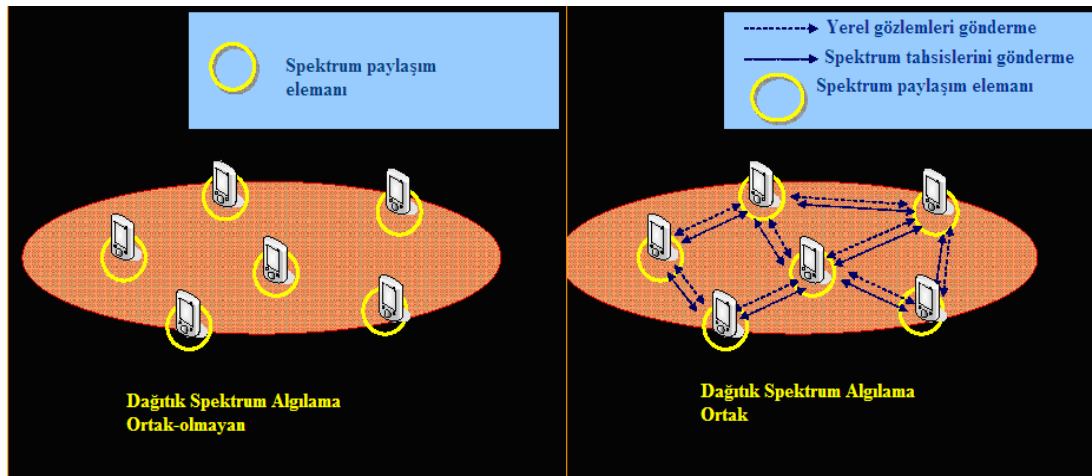 Spektrum paylaşım
elemanı
Dağıtık Spektrum Algılama
Ortak-olmayan
Yerel gözlemleri gönderme
Spektrum tahsislerini gönderme
Spektrum paylaşım elemanı
Dağıtık Spektrum Algılama
Ortak